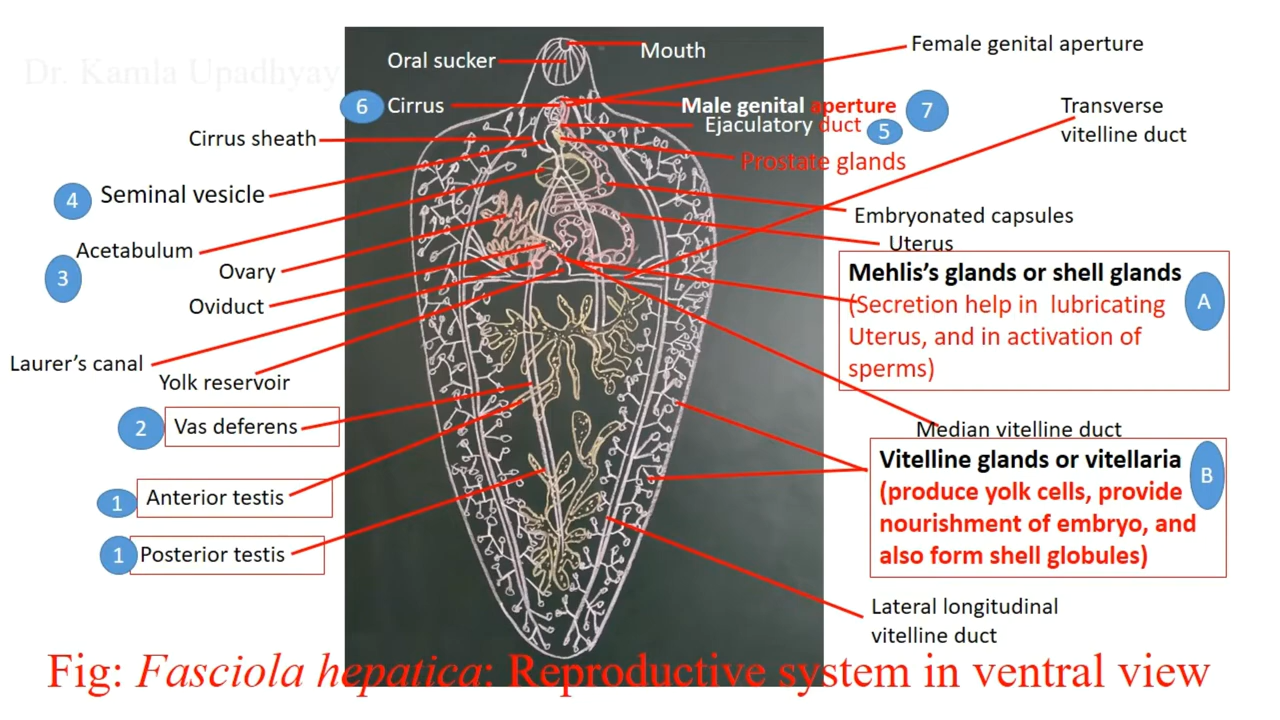 Dr. Kamla Upadhyay
Mouth
Oral sucker
Female genital aperture
6 Cirrus
Male genital aperture 7
Ejaculatory duct 5
Transverse
vitelline duct
Cirrus sheath
Prostate glands
4 Seminal vesicle
Embryonated capsules
Acetabulum
3
Uterus
Ovary
Oviduct
Mehlis's glands or shell glands
(Secretion help in lubricating
Uterus, and in activation of
sperms)
A
Laurer's canal
Yolk reservoir
2 Vas deferens
Median vitelline duct
Vitelline glands or vitellaria
(produce yolk cells, provide
nourishment of embryo, and
also form shell globules)
B
1 Anterior testis
1 Posterior testis
Lateral longitudinal
vitelline duct
Fig: Fasciola hepatica: Reproductive system in ventral view